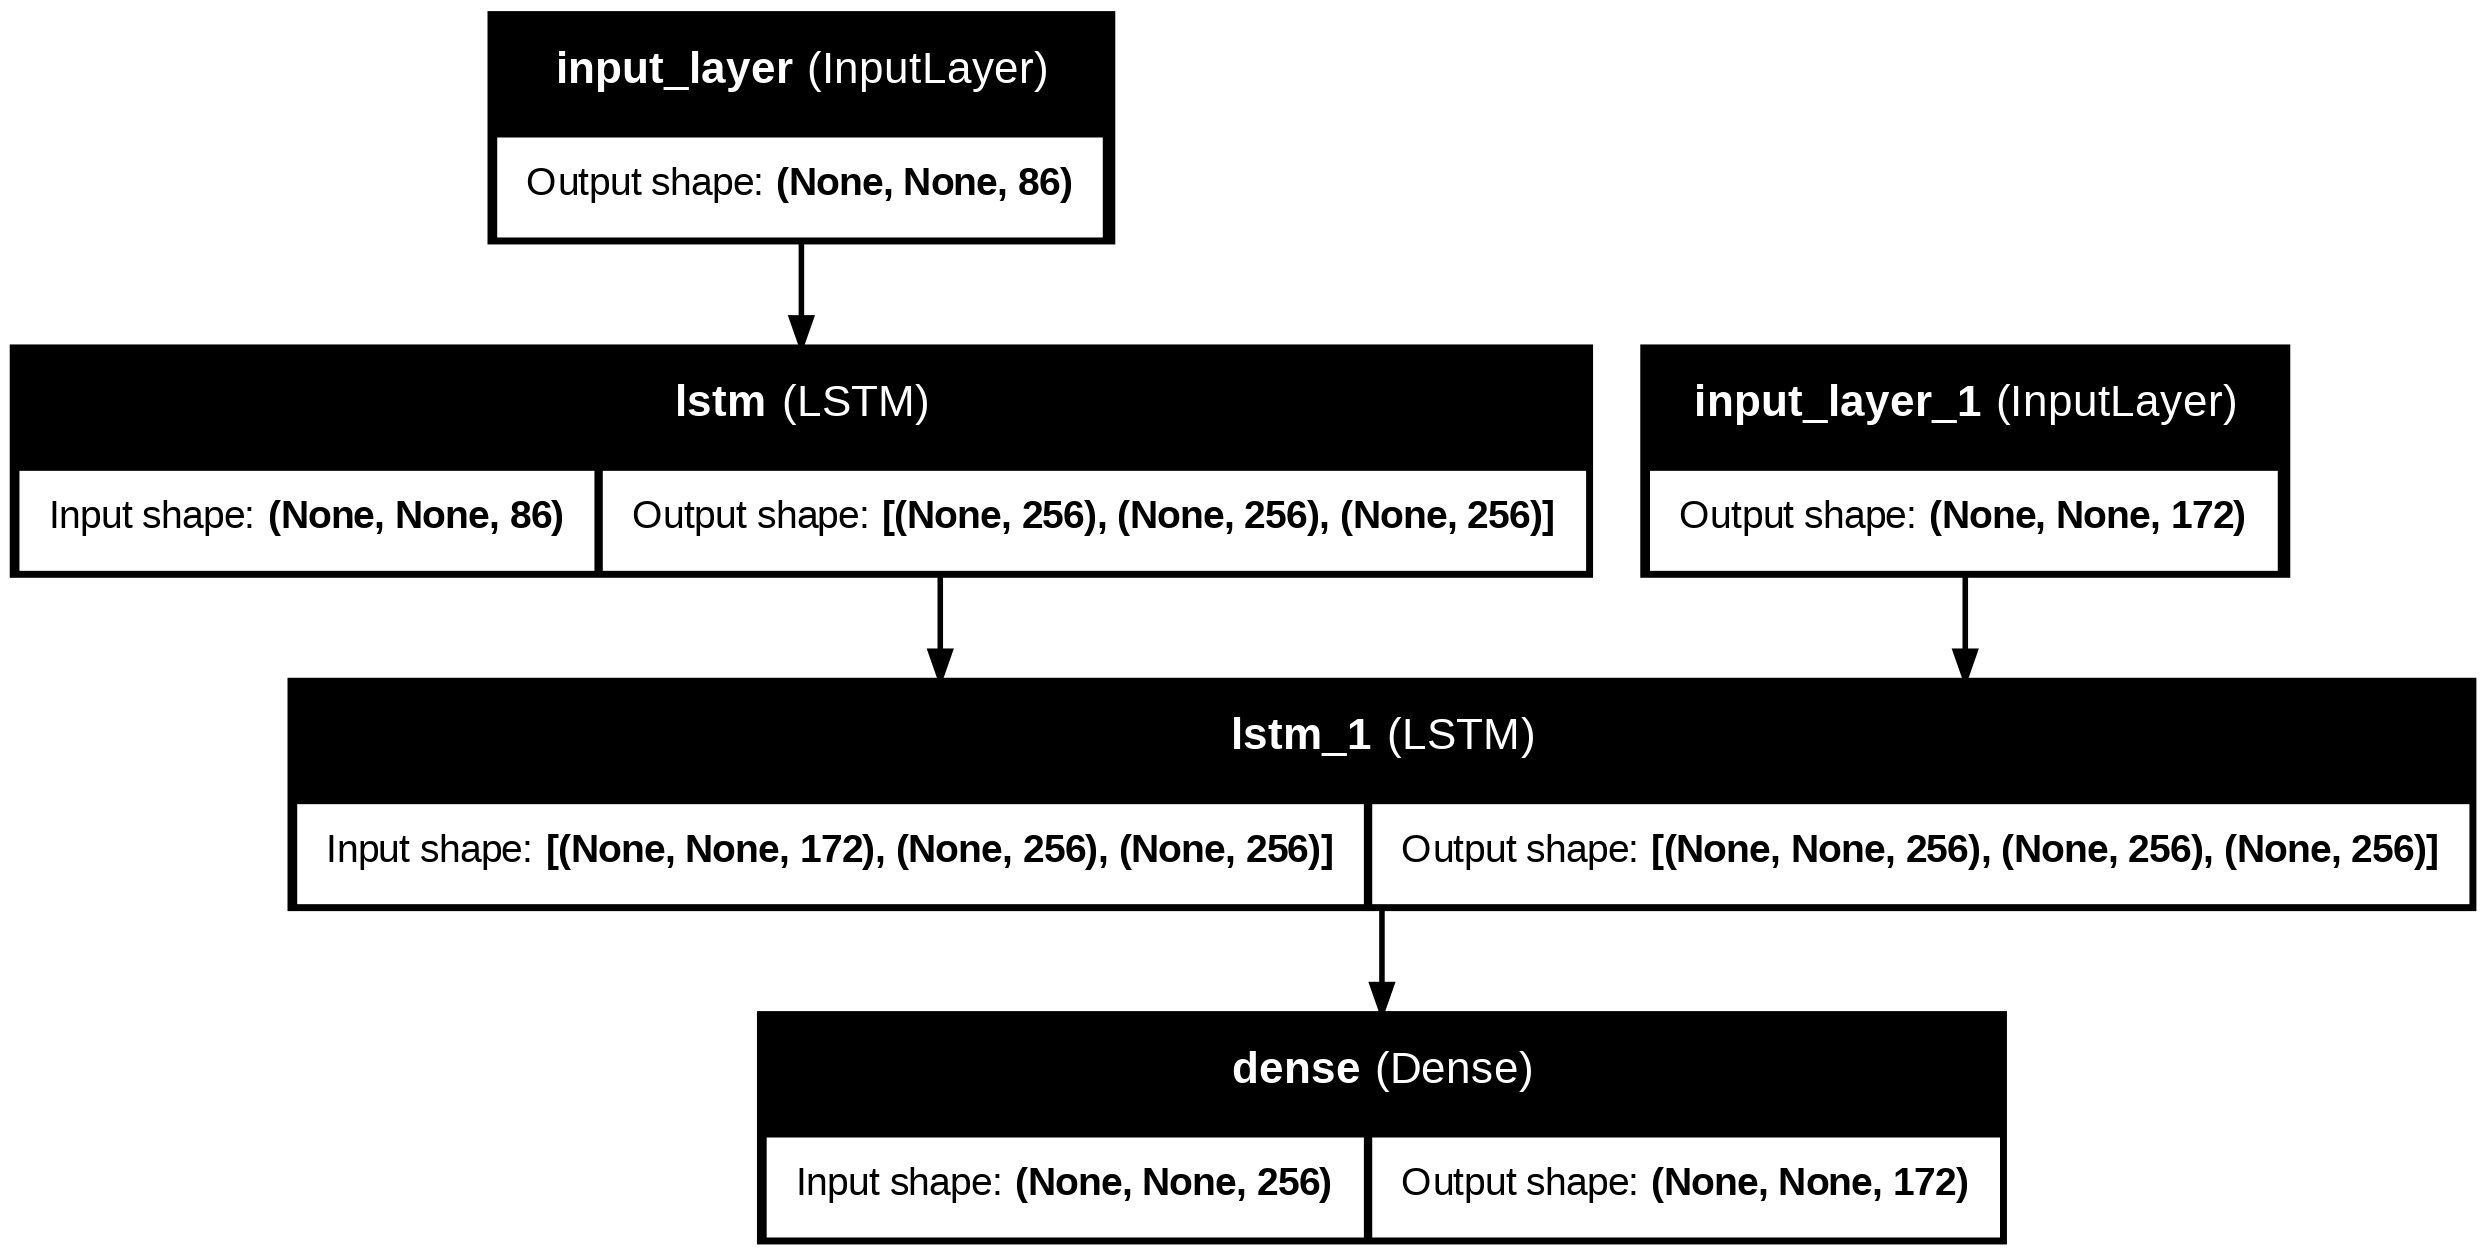 input_layer (InputLayer)
Output shape: (None, None, 86)
lstm (LSTM)
Input shape: (None, None, 86)
Output shape: [(None, 256), (None, 256), (None, 256)]
input_layer_1 (InputLayer)
Output shape: (None, None, 172)
lstm_1 (LSTM)
Input shape: [(None, None, 172), (None, 256), (None, 256)]
Output shape: [(None, None, 256), (None, 256), (None, 256)]
dense (Dense)
Input shape: (None, None, 256)
Output shape: (None, None, 172)